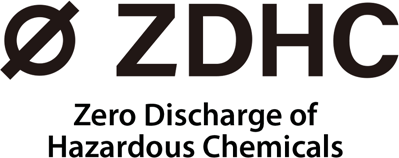 Ø ZDHC
Zero Discharge of
Hazardous Chemicals